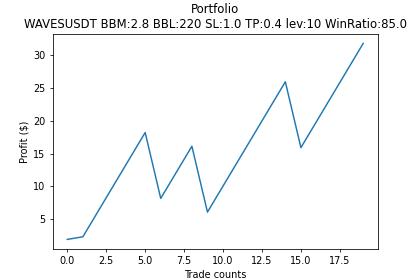 Portfolio
WAVESUSDT BBM:2.8 BBL:220 SL:1.0 TP:0.4 lev:10 WinRatio:85.0
30
25
20
15
10
5
Profit ($)
0.0 2.5 5.0 7.5 10.0 12.5 15.0 17.5
Trade counts